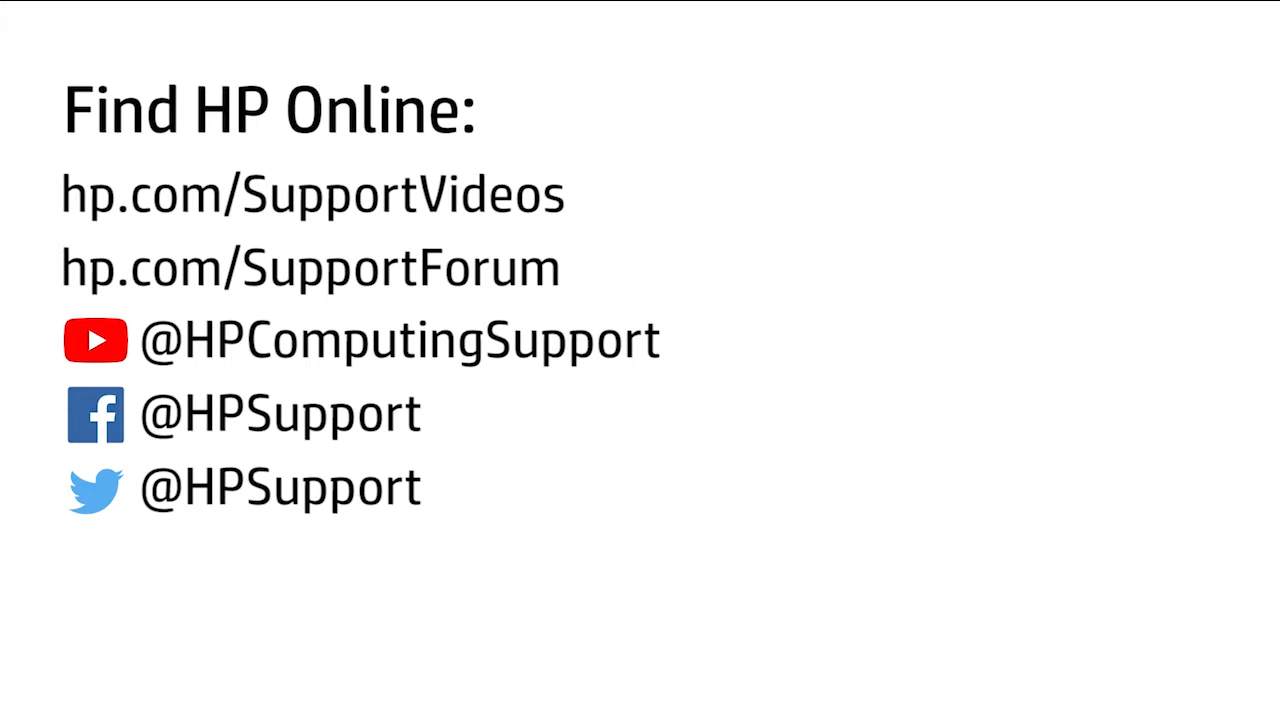 Find HP Online:
hp.com/SupportVideos
hp.com/SupportForum
@HPComputingSupport
@HPSupport
@HPSupport